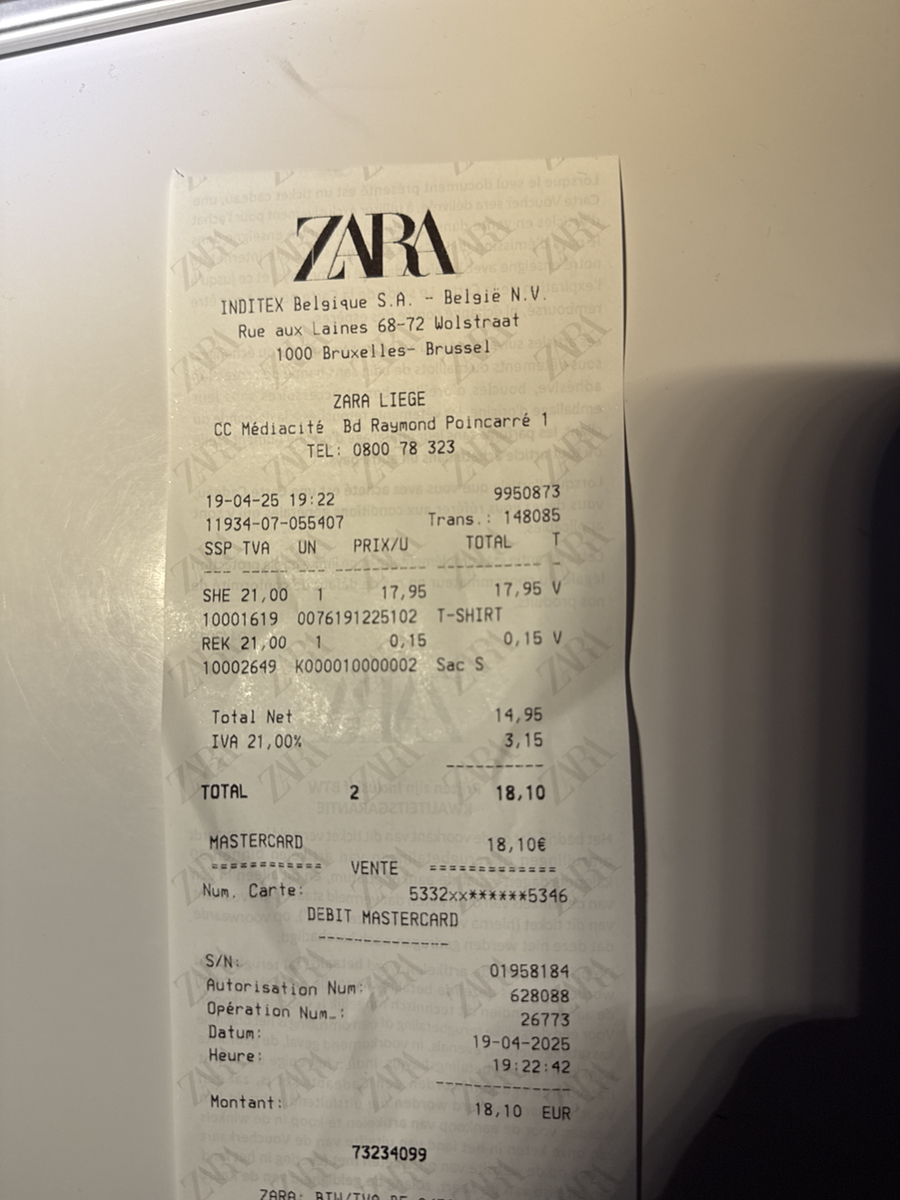 ZARA
INDITEX Belgique S.A. - België N.V.
Rue aux Laines 68-72 Wolstraat
1000 Bruxelles- Brussel
ZARA LIEGE
CC Médiacité Bd Raymond Poincarré 1
TEL: 0800 78 323
19-04-25 19:22 9950873
11934-07-055407 Trans.: 148085
SSP TVA UN PRIX/U TOTAL T
--- ----- --- --------- ----------- -
SHE 21,00 1 17,95 17,95 V
10001619 0076191225102 T-SHIRT
REK 21,00 1 0,15 0,15 V
10002649 K000010000002 Sac S
Total Net 14,95
IVA 21,00% 3,15
----------
TOTAL 2 18,10
MASTERCARD 18,10€
=========== VENTE =============
Num. Carte: 5332xx******5346
DEBIT MASTERCARD
-------------
S/N: 01958184
Autorisation Num: 628088
Opération Num_: 26773
Datum: 19-04-2025
Heure: 19:22:42
--------------
Montant: 18,10 EUR
73234099
ZARA: BTW/TVA BE